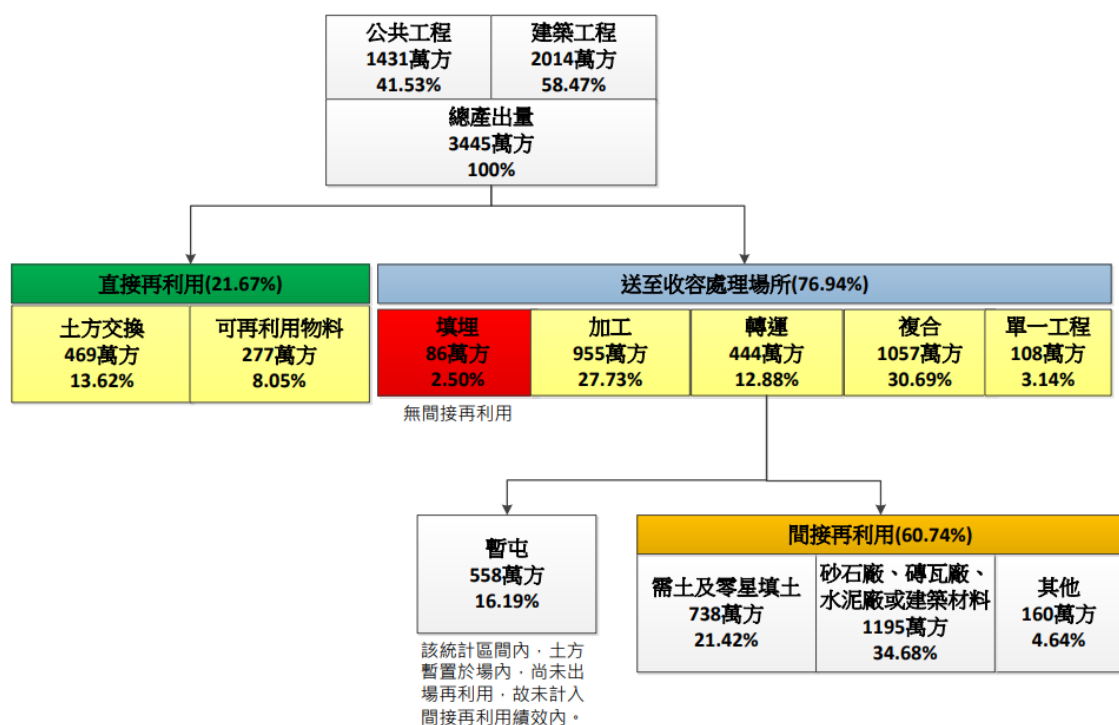 公共工程
1431萬方
41.53%
建築工程
2014萬方
58.47%
總產出量
3445萬方
100%
直接再利用(21.67%)
土方交換
469萬方
13.62%
可再利用物料
277萬方
8.05%
送至收容處理場所(76.94%)
填埋
86萬方
2.50%
加工
955萬方
27.73%
轉運
444萬方
12.88%
複合
1057萬方
30.69%
單一工程
108萬方
3.14%
無間接再利用
暫屯
558萬方
16.19%
該統計區間內，土方
暫置於場內，尚未出
場再利用，故未計入
間接再利用績效內。
間接再利用(60.74%)
需土及零星填土
738萬方
21.42%
砂石廠、磚瓦廠、
水泥廠或建築材料
1195萬方
34.68%
其他
160萬方
4.64%